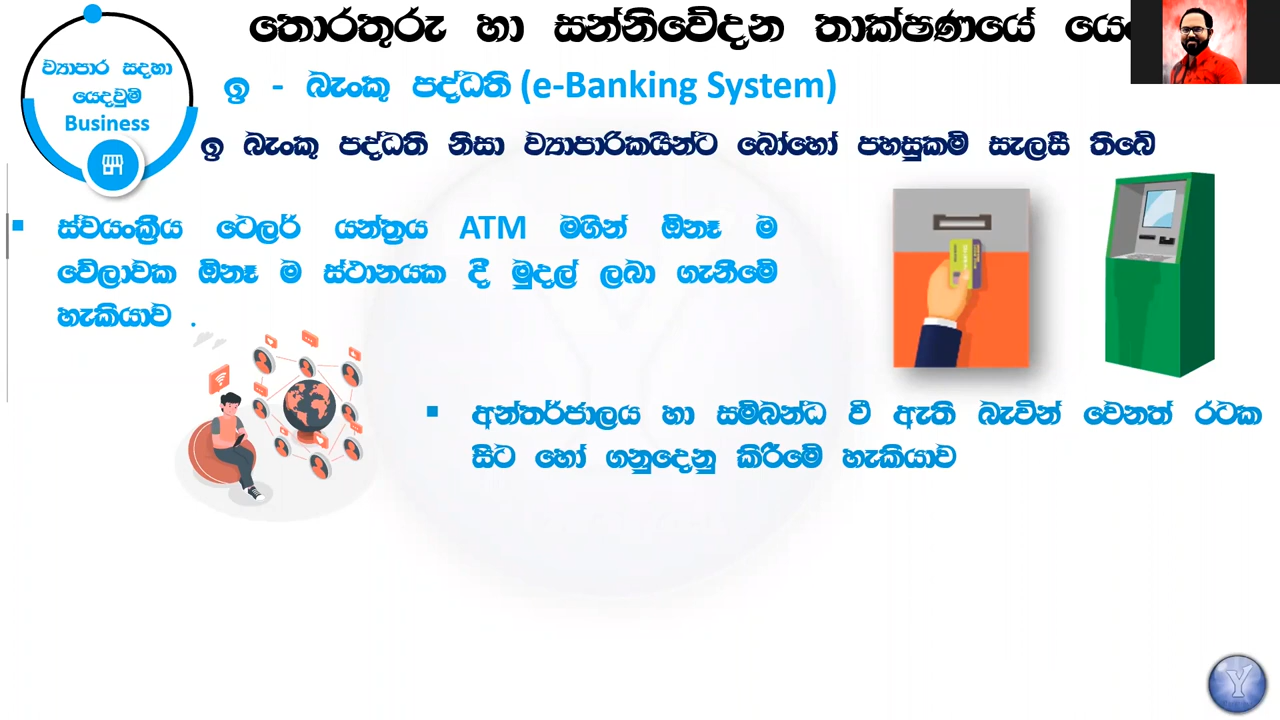 තොරතුරු හා සන්නිවේදන තාක්ෂණයේ
ව්‍යාපාර සඳහා
යෙදවුම්
Business
ඉ - බැංකු පද්ධති (e-Banking System)
ඉ බැංකු පද්ධති නිසා ව්‍යාපාරිකයින්ට බෝහෝ පහසුකම් සැලසී තිබේ
ස්වයංක්‍රීය ටෙලර් යන්ත්‍රය ATM මගින් ඕනෑ ම
වේලාවක ඕනෑ ම ස්ථානයක දී මුදල් ලබා ගැනීමේ
හැකියාව .
අන්තර්ජාලය හා සම්බන්ධ වී ඇති බැවින් වෙනත් රටක
සිට හෝ ගනුදෙනු කිරීමේ හැකියාව
Y